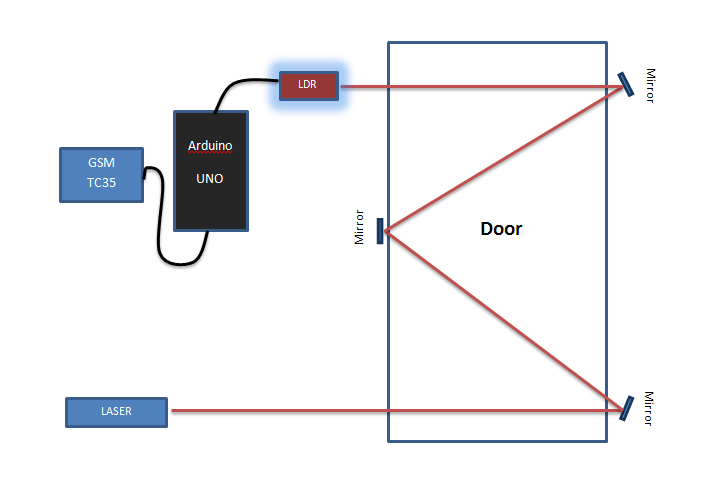 LDR
Mirror
Arduino
UNO
GSM
TC35
Mirror
Door
LASER
Mirror